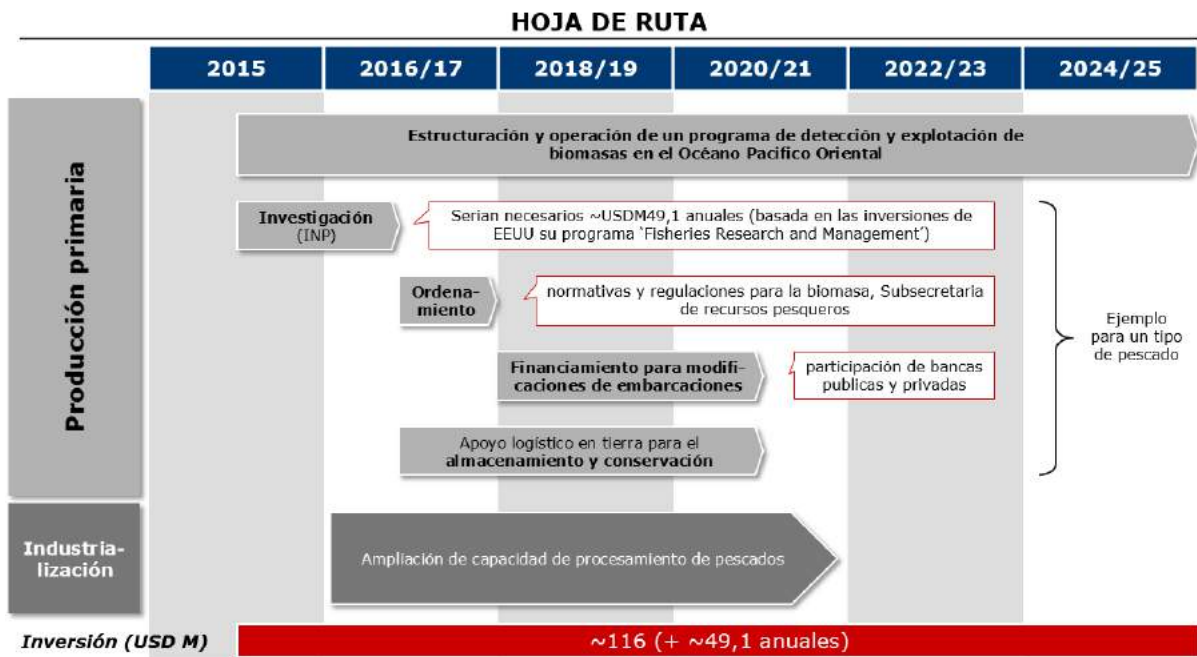 HOJA DE RUTA
2015
2016/17
2018/19
2020/21
2022/23
2024/25
Producción primaria
Estructuración y operación de un programa de detección y explotación de
biomasas en el Océano Pacifico Oriental
Investigación
(INP)
Serian necesarios ~USDM49,1 anuales (basada en las inversiones de
EEUU su programa ‘Fisheries Research and Management’)
Ordena-
miento
normativas y regulaciones para la biomasa, Subsecretaria
de recursos pesqueros
Financiamiento para modifi-
caciones de embarcaciones
participación de bancas
publicas y privadas
Apoyo logístico en tierra para el
almacenamiento y conservación
Ejemplo
para un tipo
de pescado
Industria-
lización
Ampliación de capacidad de procesamiento de pescados
Inversión (USD M)
~116 (+ ~49,1 anuales)